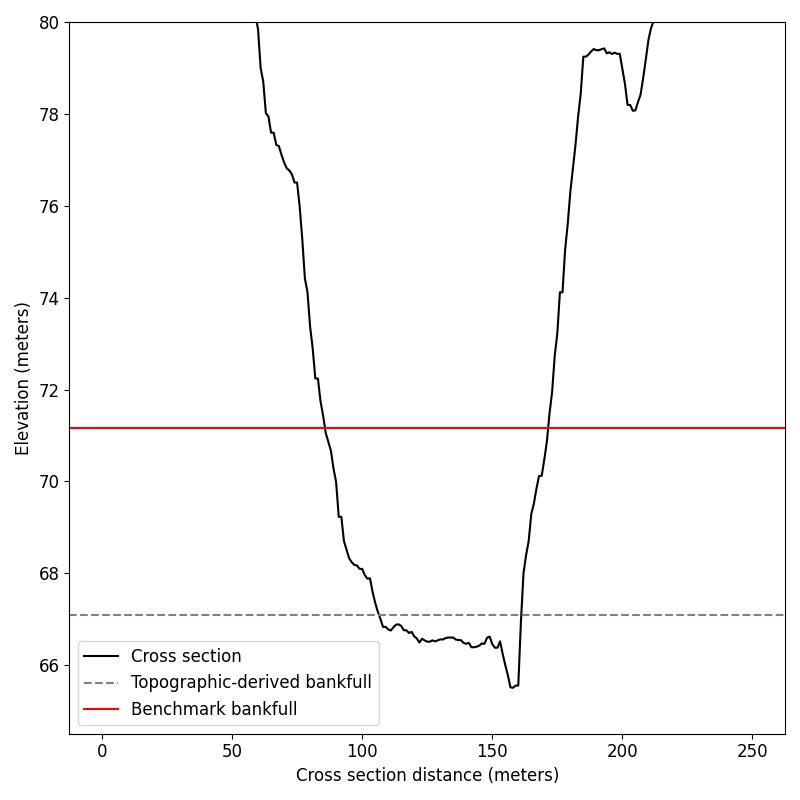 80
78
76
74
72
70
68
66
Elevation (meters)
Cross section
Topographic-derived bankfull
Benchmark bankfull
0 50 100 150 200 250
Cross section distance (meters)